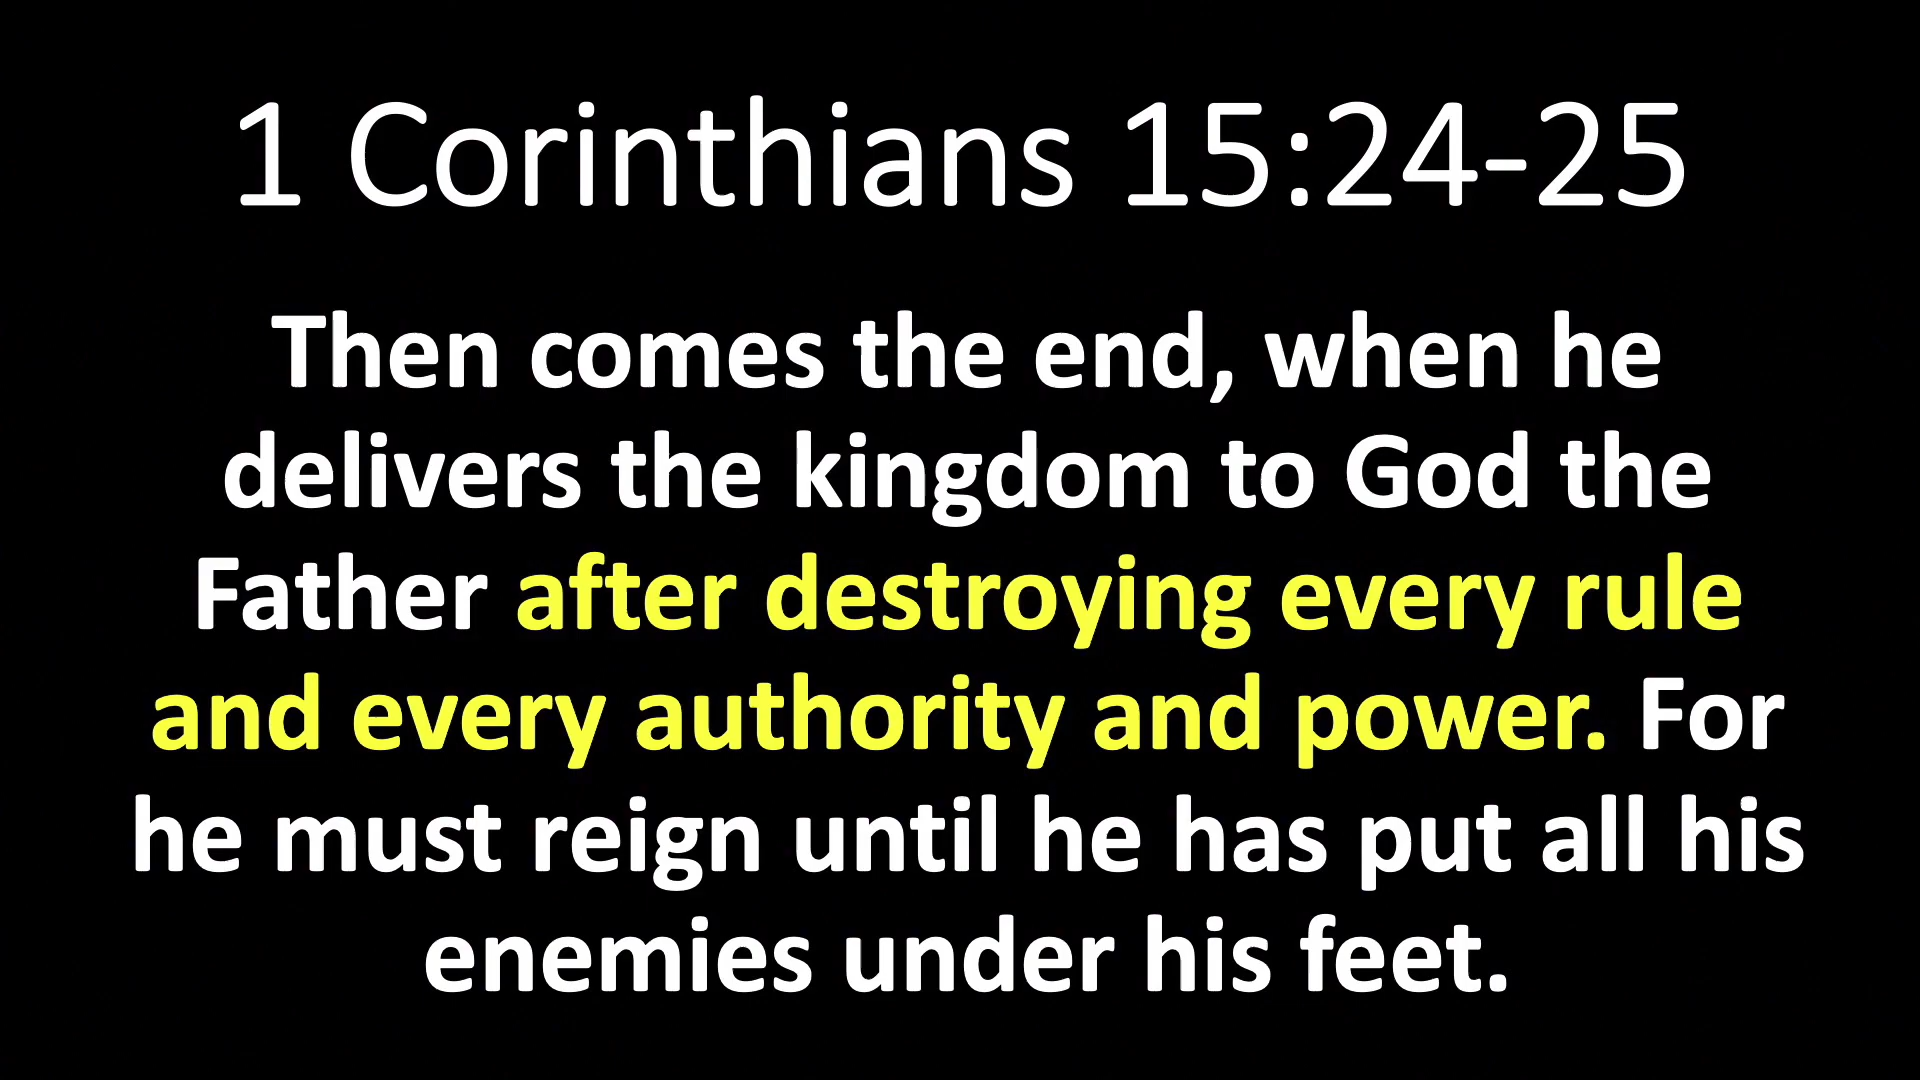 1 Corinthians 15:24-25
Then comes the end, when he
delivers the kingdom to God the
Father after destroying every rule
and every authority and power. For
he must reign until he has put all his
enemies under his feet.